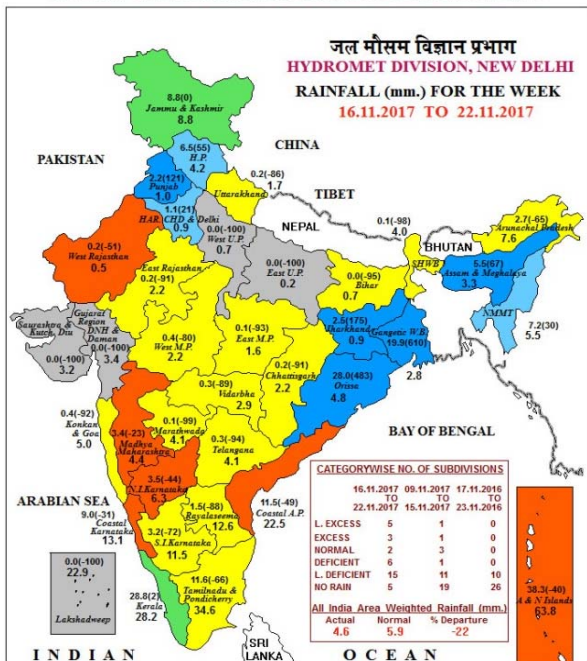 जल मौसम विज्ञान प्रभाग
HYDROMET DIVISION, NEW DELHI
RAINFALL (mm.) FOR THE WEEK
16.11.2017 TO 22.11.2017
8.8(0)
Jammu & Kashmir
8.8
CHINA
PAKISTAN
6.5(55)
H.P.
4.2
2.2(121)
Punjab
1.0
0.2(-86)
1.7
Uttarakhand
TIBET
1.1(21)
HAR. CHD & Delhi
0.9
NEPAL
0.1(-98)
4.0
BHUTAN
2.7(-65)
Arunachal Pradesh
7.6
0.0(-100)
West U.P.
0.7
0.2(-51)
West Rajasthan
0.5
East Rajasthan
0.2(-91)
2.2
0.0(-100)
East U.P.
0.2
0.0(-95)
Bihar
0.7
SHWB
5.5(67)
Assam & Meghalaya
3.3
NMMT
7.2(30)
5.5
Gujarat
Region
DNH &
Daman
0.0(-100)
3.4
Saurashtra &
Kutch, Diu
0.0(-100)
3.2
0.4(-80)
West M.P.
2.2
0.1(-93)
East M.P.
1.6
2.5(175)
Jharkhand
0.9
Gangetic W.B.
19.9(610)
2.8
0.2(-91)
Chhattisgarh
2.2
28.0(483)
Orissa
4.8
0.3(-89)
Vidarbha
2.9
0.4(-92)
Konkan
& Goa
5.0
3.4(-23)
Madhya
Maharashtra
4.4
0.1(-99)
Marathwada
4.1
0.3(-94)
Telangana
4.1
BAY OF BENGAL
ARABIAN SEA
3.5(-44)
N.I.Karnataka
6.3
9.0(-31)
Coastal
Karnataka
13.1
1.5(-88)
Rayalaseema
12.6
11.5(-49)
Coastal A.P.
22.5
3.2(-72)
S.I.Karnataka
11.5
0.0(-100)
22.9
Lakshadweep
28.8(2)
Kerala
28.2
11.6(-66)
Tamilnadu &
Pondicherry
34.6
CATEGORYWISE NO. OF SUBDIVISIONS
16.11.2017 09.11.2017 17.11.2016
TO TO TO
22.11.2017 15.11.2017 23.11.2016
L. EXCESS 5 1 0
EXCESS 3 1 0
NORMAL 2 3 0
DEFICIENT 6 1 0
L. DEFICIENT 15 11 10
NO RAIN 5 19 26
All India Area Weighted Rainfall (mm.)
Actual Normal % Departure
4.6 5.9 -22
38.3(-40)
A & N Islands
63.8
SRI
LANKA
INDIAN OCEAN